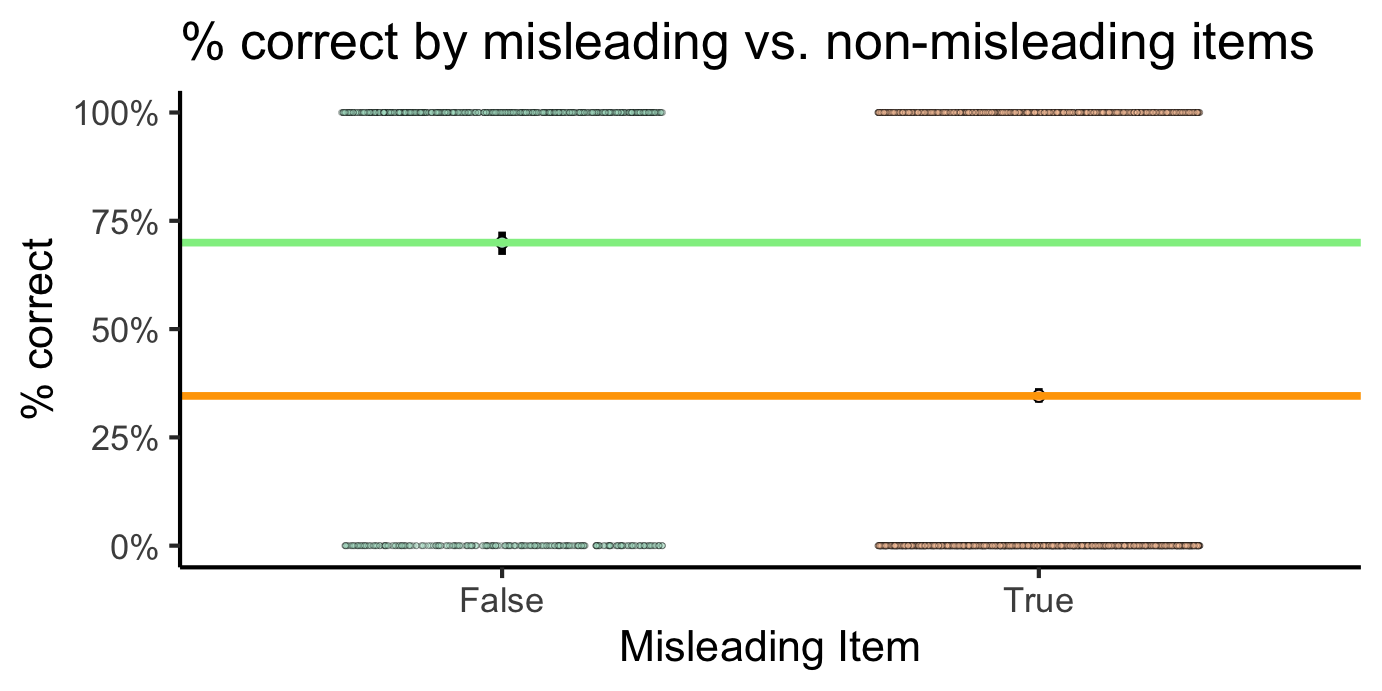 % correct by misleading vs. non-misleading items
100%
75%
50%
25%
0%
% correct
False
True
Misleading Item